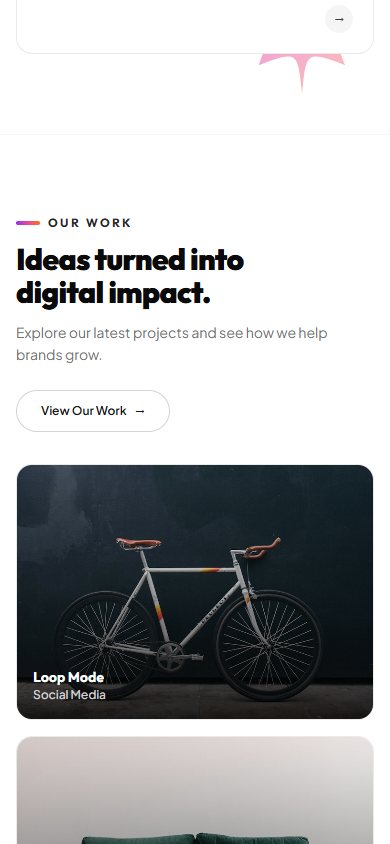 →
OUR WORK
Ideas turned into
digital impact.
Explore our latest projects and see how we help
brands grow.
View Our Work →
Loop Mode
Social Media